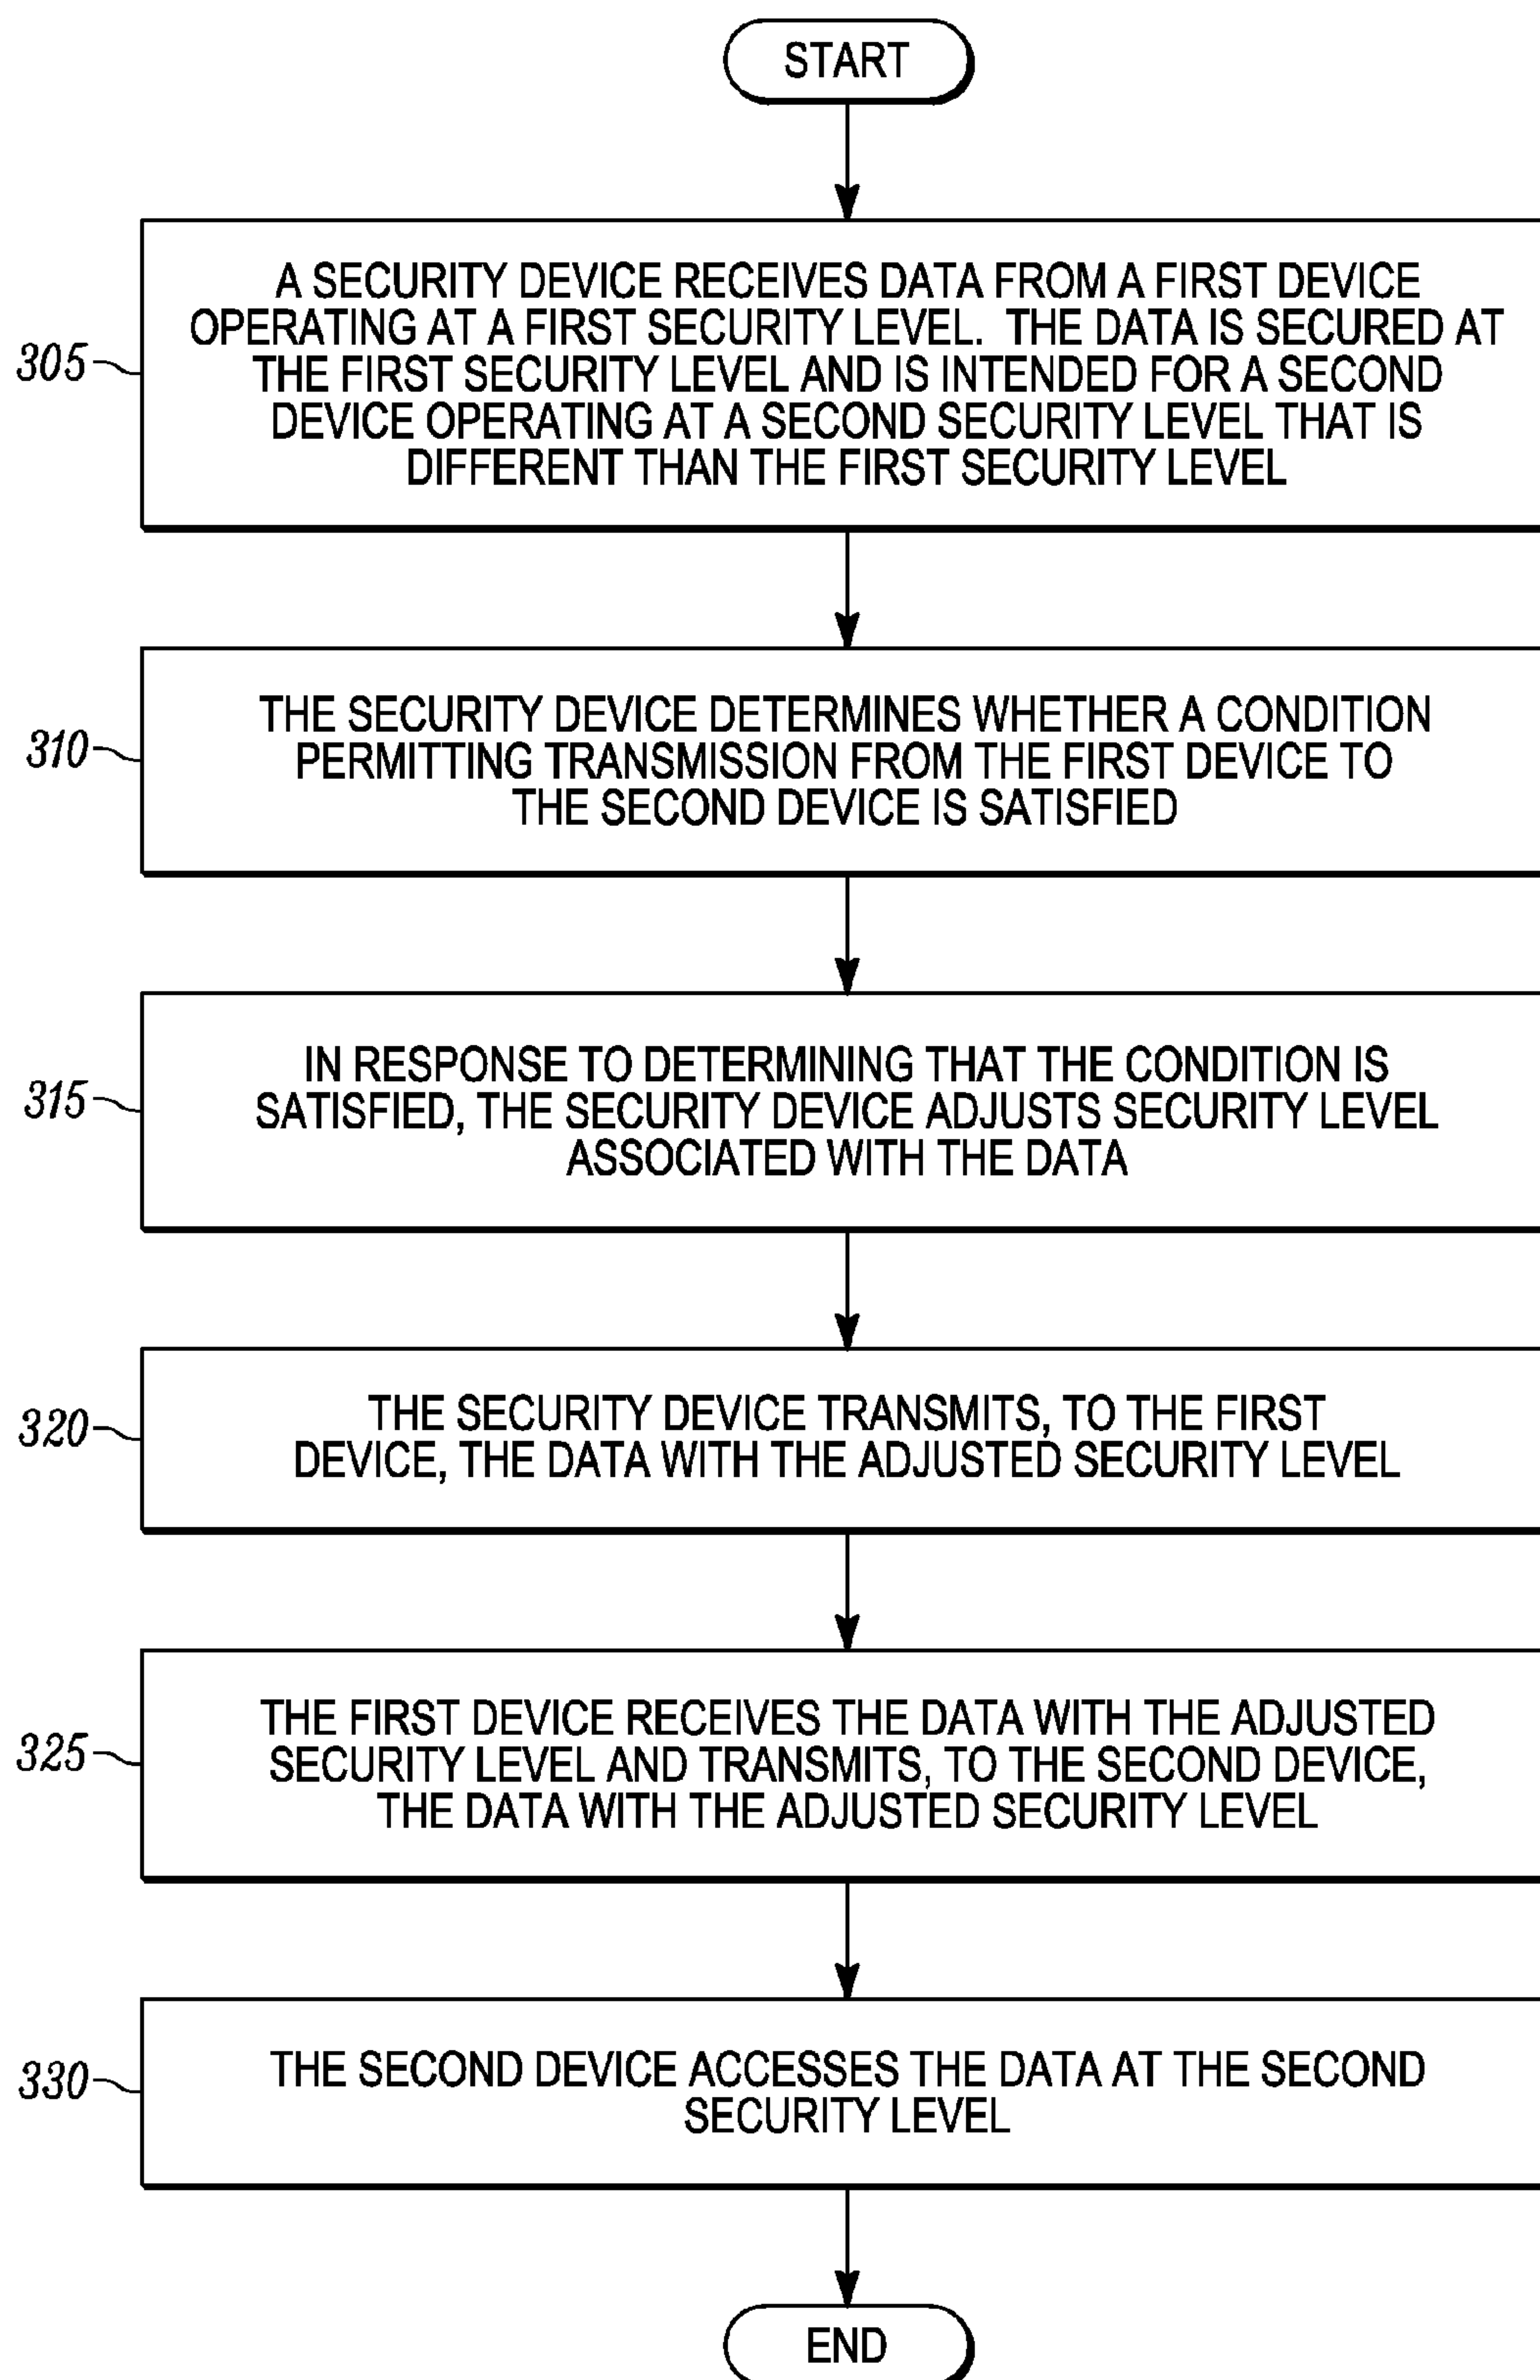 START
305
A SECURITY DEVICE RECEIVES DATA FROM A FIRST DEVICE
OPERATING AT A FIRST SECURITY LEVEL. THE DATA IS SECURED AT
THE FIRST SECURITY LEVEL AND IS INTENDED FOR A SECOND
DEVICE OPERATING AT A SECOND SECURITY LEVEL THAT IS
DIFFERENT THAN THE FIRST SECURITY LEVEL
310
THE SECURITY DEVICE DETERMINES WHETHER A CONDITION
PERMITTING TRANSMISSION FROM THE FIRST DEVICE TO
THE SECOND DEVICE IS SATISFIED
315
IN RESPONSE TO DETERMINING THAT THE CONDITION IS
SATISFIED, THE SECURITY DEVICE ADJUSTS SECURITY LEVEL
ASSOCIATED WITH THE DATA
320
THE SECURITY DEVICE TRANSMITS, TO THE FIRST
DEVICE, THE DATA WITH THE ADJUSTED SECURITY LEVEL
325
THE FIRST DEVICE RECEIVES THE DATA WITH THE ADJUSTED
SECURITY LEVEL AND TRANSMITS, TO THE SECOND DEVICE,
THE DATA WITH THE ADJUSTED SECURITY LEVEL
330
THE SECOND DEVICE ACCESSES THE DATA AT THE SECOND
SECURITY LEVEL
END